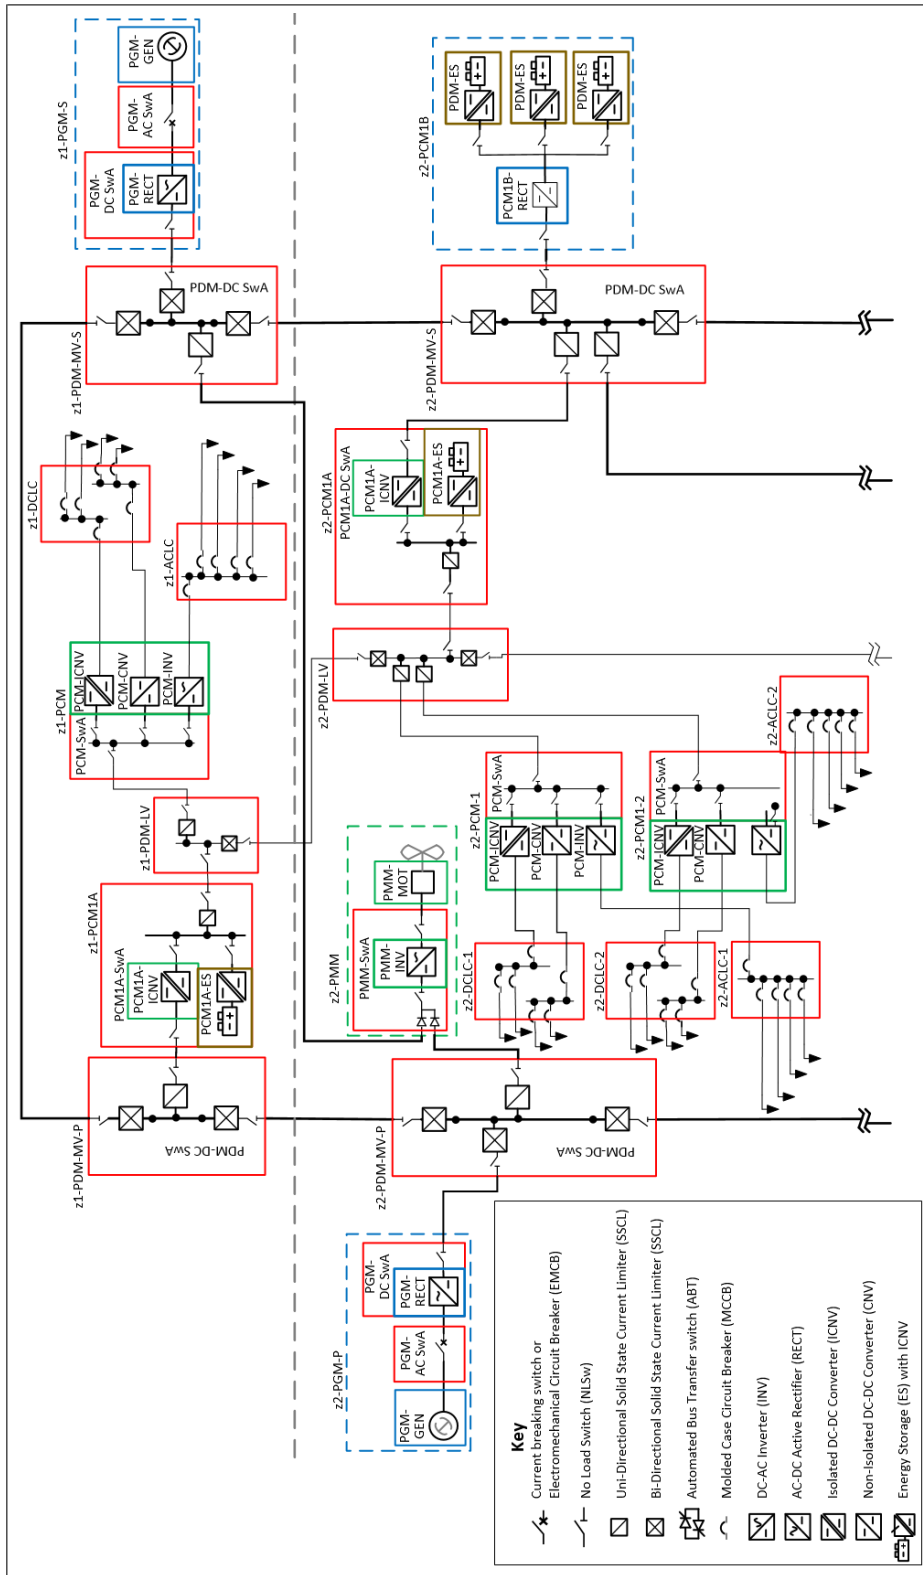 z1-PGM-S
PGM-
GEN
PGM-
AC SwA
PGM-
DC SwA
PGM-
RECT
PDM-DC SwA
z1-PDM-MV-S
z1-DCLC
z1-ACLC
z1-PCM
PCM-ICNV
PCM-CNV
PCM-INV
PCM-SwA
z1-PDM-LV
z1-PCM1A
PCM1A-SwA
PCM1A-
ICNV
PCM1A-ES
z1-PDM-MV-P
PDM-DC SwA
z2-PCM1B
PDM-ES
PDM-ES
PDM-ES
PCM1B-
RECT
PDM-DC SwA
z2-PDM-MV-S
z2-PCM1A
PCM1A-DC SwA
PCM1A-
ICNV
PCM1A-ES
z2-PDM-LV
z2-PCM-1
PCM-SwA
PCM-ICNV
PCM-CNV
PCM-INV
z2-PCM1-2
PCM-SwA
PCM-ICNV
PCM-CNV
z2-ACLC-2
z2-PMM
PMM-
MOT
PMM-SwA
PMM-
INV
z2-DCLC-1
z2-DCLC-2
z2-ACLC-1
z2-PDM-MV-P
PDM-DC SwA
z2-PGM-P
PGM-
DC SwA
PGM-
RECT
PGM-
AC SwA
PGM-
GEN
Key
Current breaking switch or
Electromechanical Circuit Breaker (EMCB)
No Load Switch (NLSw)
Uni-Directional Solid State Current Limiter (SSCL)
Bi-Directional Solid State Current Limiter (SSCL)
Automated Bus Transfer switch (ABT)
Molded Case Circuit Breaker (MCCB)
DC-AC Inverter (INV)
AC-DC Active Rectifier (RECT)
Isolated DC-DC Converter (ICNV)
Non-Isolated DC-DC Converter (CNV)
Energy Storage (ES) with ICNV